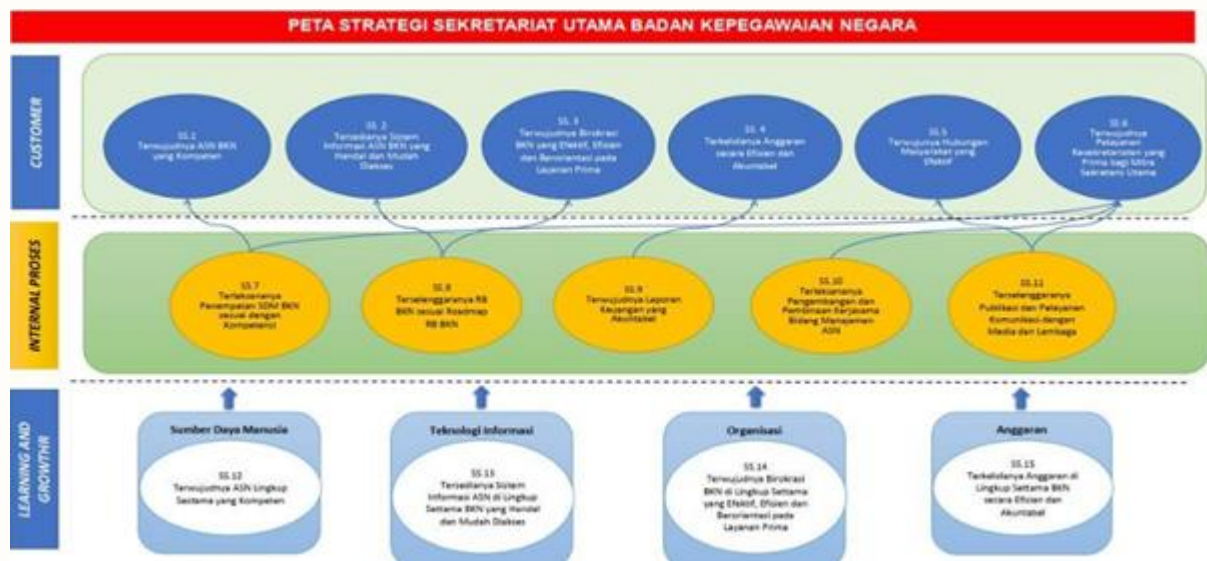 PETA STRATEGI SEKRETARIAT UTAMA BADAN KEPEGAWAIAN NEGARA
CUSTOMER
SS.1
Terwujudnya ASN BKN
yang Kompeten
SS. 2
Tersedianya Sistem
Informasi ASN BKN yang
Handal dan Mudah
Diakses
SS. 3
Terwujudnya Birokrasi
BKN yang Efektif, Efisien
dan Berorientasi pada
Layanan Prima
SS. 4
Terkelolanya Anggaran
secara Efisien dan
Akuntabel
SS.5
Terwujunya Hubungan
Masyarakat yang
Efektif
SS.6
Terwujudnya
Pelayanan
Kesekretariatan yang
Prima bagi Mitra
Sekretaris Utama
INTERNAL PROSES
SS.7
Terlaksananya
Penempatan SDM BKN
sesuai dengan
Kompetensi
SS.8
Terselenggaranya RB
BKN sesuai Roadmap
RB BKN
SS.9
Terwujudnya Laporan
Keuangan yang
Akuntabel
SS.10
Terlaksananya
Pengembangan dan
Pembinaan Kerjasama
Bidang Manajemen
ASN
SS.11
Terselenggaranya
Publikasi dan Pelayanan
Komunikasi dengan
Media dan Lembaga
LEARNING AND
GROWTHR
Sumber Daya Manusia
SS.12
Terwujudnya ASN Lingkup
Sestama yang Kompeten
Teknologi Informasi
SS.13
Tersedianya Sistem
Informasi ASN di Lingkup
Settama BKN yang Handal
dan Mudah Diakses
Organisasi
SS.14
Terwujudnya Birokrasi
BKN di Lingkup Settama
yang Efektif, Efisien dan
Berorientasi pada
Layanan Prima
Anggaran
SS.15
Terkelolanya Anggaran di
Lingkup Settama BKN
secara Efisien dan
Akuntabel